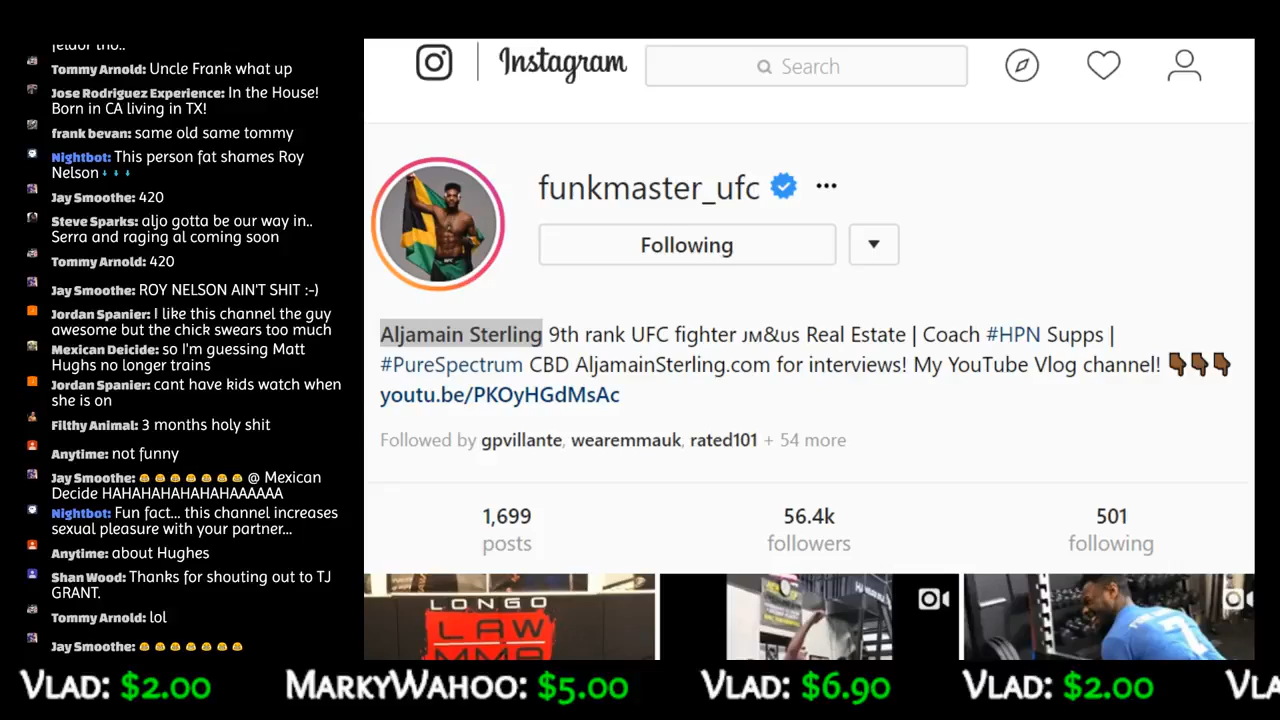 Tommy Arnold: Uncle Frank what up
Jose Rodriguez Experience: In the House!
Born in CA living in TX!
frank bevan: same old same tommy
Nightbot: This person fat shames Roy
Nelson↓ ↓ ↓
Jay Smoothe: 420
Steve Sparks: aljo gotta be our way in..
Serra and raging al coming soon
Tommy Arnold: 420
Jay Smoothe: ROY NELSON AIN'T SHIT :-)
Jordan Spanier: I like this channel the guy
awesome but the chick swears too much
Mexican Deicide: so I'm guessing Matt
Hughs no longer trains
Jordan Spanier: cant have kids watch when
she is on
Filthy Animal: 3 months holy shit
Anytime: not funny
Jay Smoothe: @ Mexican
Decide HAHAHAHAHAHAHAAAAAA
Nightbot: Fun fact... this channel increases
sexual pleasure with your partner...
Anytime: about Hughes
Shan Wood: Thanks for shouting out to TJ
GRANT.
Tommy Arnold: lol
Jay Smoothe:
Instagram
Search
funkmaster_ufc
Following
Aljamain Sterling 9th rank UFC fighter ᴊᴍ&ᴜs Real Estate | Coach #HPN Supps |
#PureSpectrum CBD AljamainSterling.com for interviews! My YouTube Vlog channel! 👇🏾👇🏾👇🏾
youtu.be/PKOyHGdMsAc
Followed by gpvillante, wearemmauk, rated101 + 54 more
1,699 56.4k 501
posts followers following
LONGO
LAW
MMA
VLAD: $2.00 MARKYWAHOO: $5.00 VLAD: $6.90 VLAD: $2.00 VLA